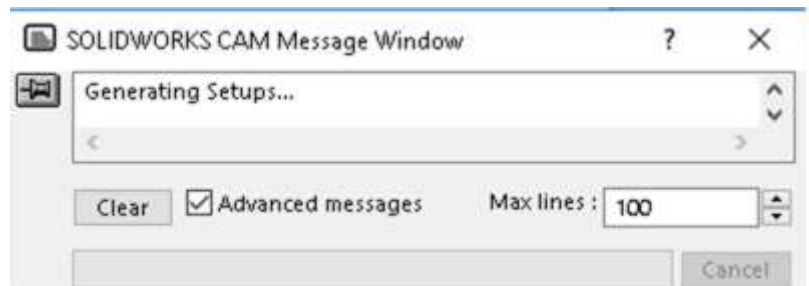 SOLIDWORKS CAM Message Window ?
Generating Setups...
Clear Advanced messages Max lines : 100
Cancel